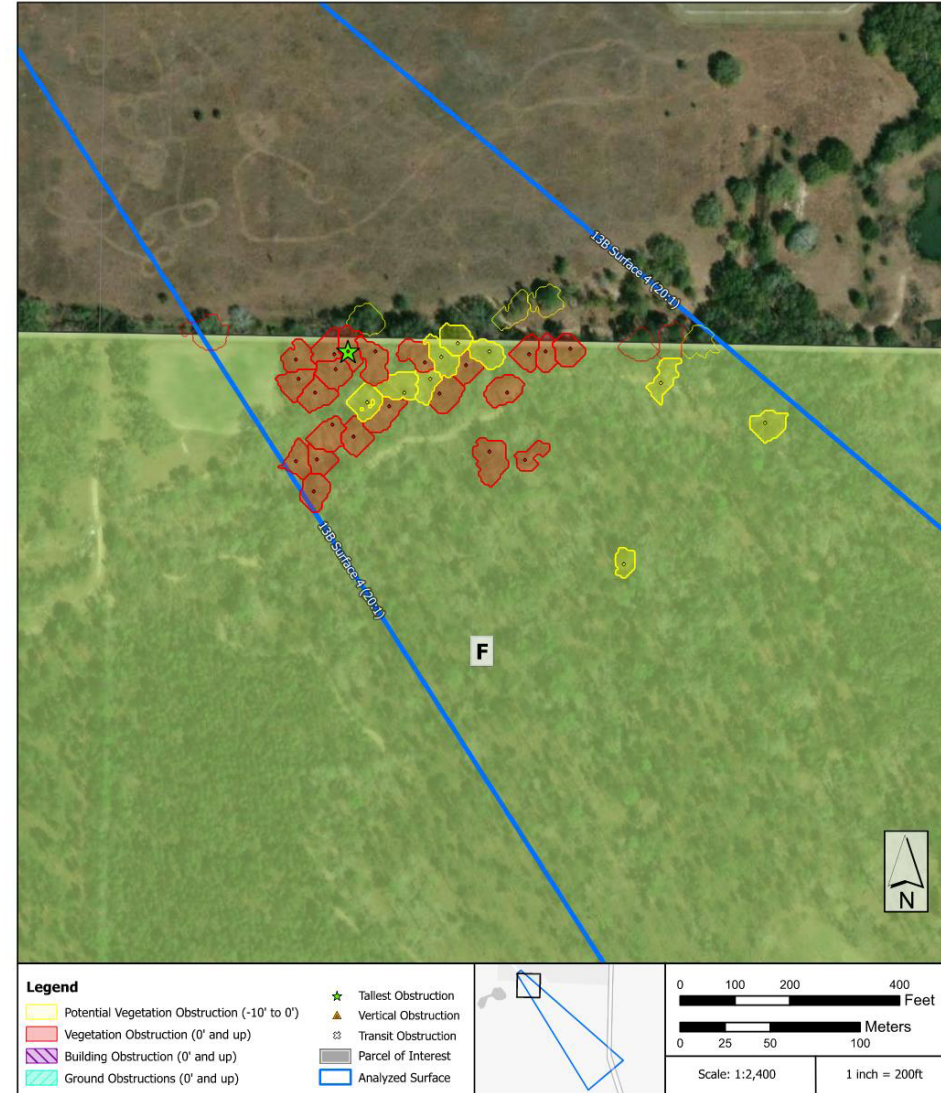 13B Surface 4 (20:1)
13B Surface 4 (20:1)
F
N
Legend
Potential Vegetation Obstruction (-10' to 0')
Vegetation Obstruction (0' and up)
Building Obstruction (0' and up)
Ground Obstructions (0' and up)
Tallest Obstruction
Vertical Obstruction
Transit Obstruction
Parcel of Interest
Analyzed Surface
0 100 200 400
Feet
Meters
0 25 50 100
Scale: 1:2,400
1 inch = 200ft